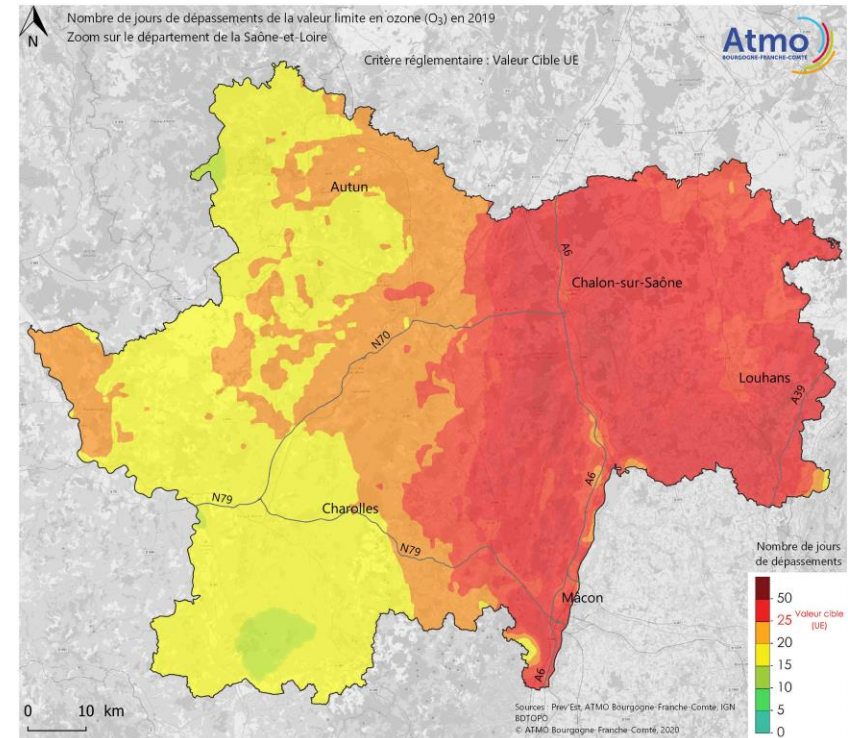 Nombre de jours de dépassements de la valeur limite en ozone (O₃) en 2019
Zoom sur le département de la Saône-et-Loire
N
Critère réglementaire : Valeur Cible UE
Atmo
BOURGOGNE-FRANCHE-COMTÉ
Autun
A6
Chalon-sur-Saône
N70
Louhans
A39
N79
A6
Charolles
N79
Mâcon
A6
Nombre de jours
de dépassements
50
25 Valeur cible
(UE)
20
15
10
5
0
0 10 km
Sources : Prev'Est, ATMO Bourgogne-Franche-Comté, IGN
BDTOPO
© ATMO Bourgogne-Franche-Comté, 2020